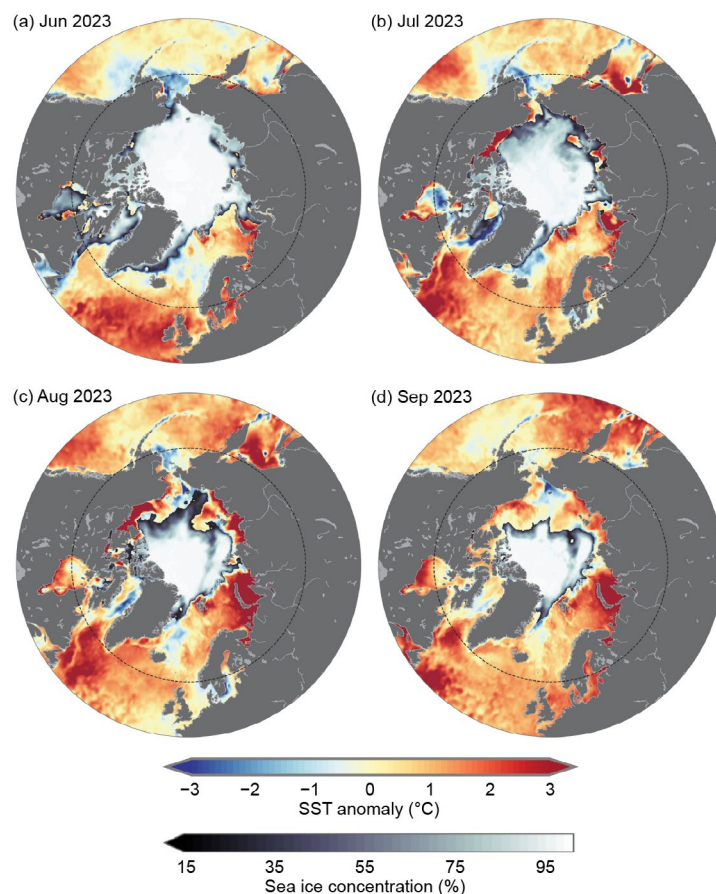 (a) Jun 2023
(b) Jul 2023
(c) Aug 2023
(d) Sep 2023
−3 −2 −1 0 1 2 3
SST anomaly (°C)
15 35 55 75 95
Sea ice concentration (%)